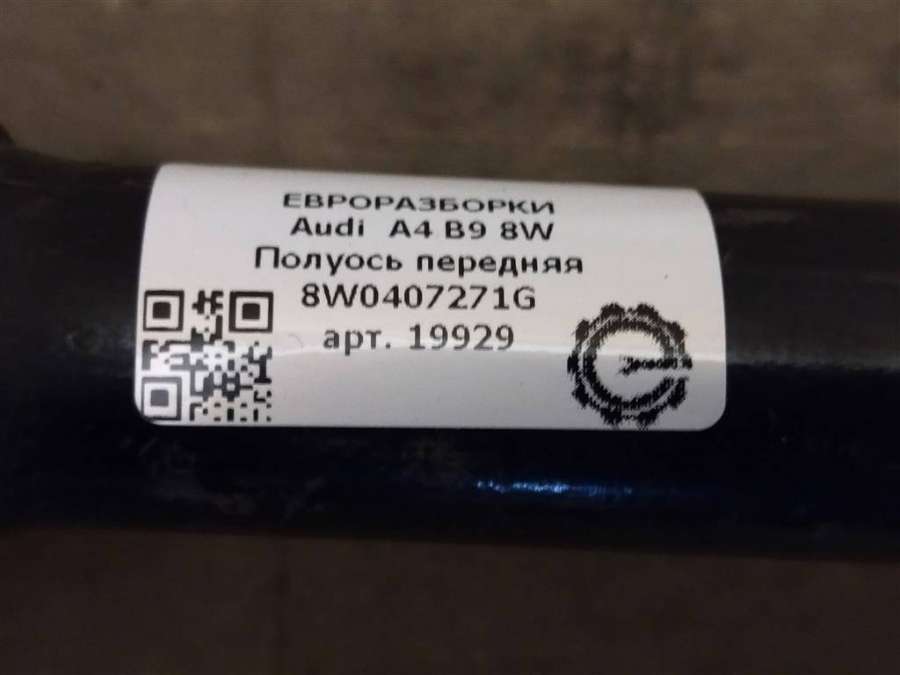 ЕВРОРАЗБОРКИ
Audi A4 B9 8W
Полуось передняя
8W0407271G
арт. 19929